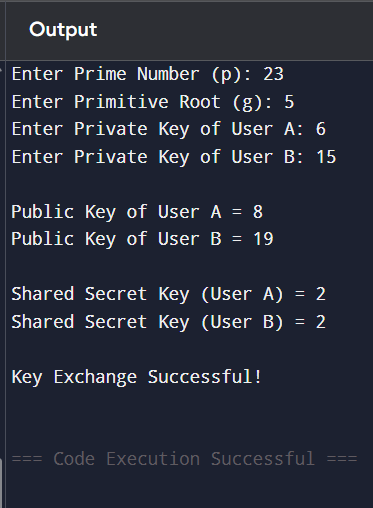 Output
Enter Prime Number (p): 23
Enter Primitive Root (g): 5
Enter Private Key of User A: 6
Enter Private Key of User B: 15
Public Key of User A = 8
Public Key of User B = 19
Shared Secret Key (User A) = 2
Shared Secret Key (User B) = 2
Key Exchange Successful!
=== Code Execution Successful ===